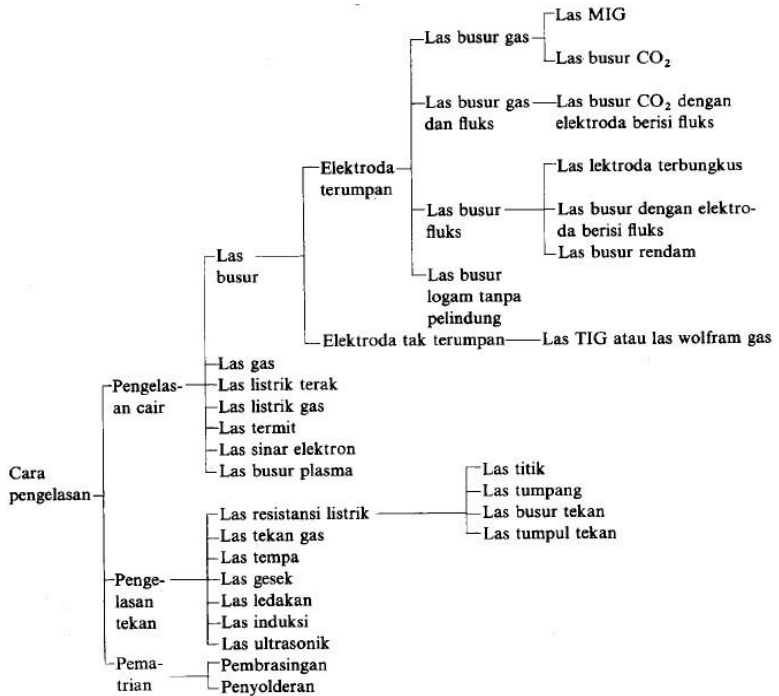 Las MIG
Las busur gas
Las busur CO₂
Las busur gas
dan fluks
Las busur CO₂ dengan
elektroda berisi fluks
Elektroda
terumpan
Las lektroda terbungkus
Las busur
fluks
Las busur dengan elektro-
da berisi fluks
Las busur rendam
Las
busur
Las busur
logam tanpa
pelindung
Elektroda tak terumpan
Las TIG atau las wolfram gas
Pengelas-
an cair
Las gas
Las listrik terak
Las listrik gas
Las termit
Las sinar elektron
Las busur plasma
Cara
pengelasan
Las titik
Las tumpang
Las busur tekan
Las tumpul tekan
Las resistansi listrik
Las tekan gas
Las tempa
Las gesek
Las ledakan
Las induksi
Las ultrasonik
Penge-
lasan
tekan
Pema-
trian
Pembrasingan
Penyolderan